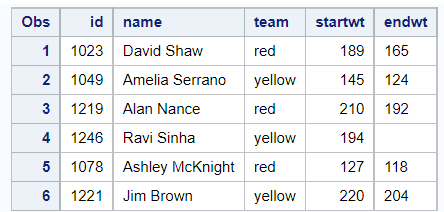 Obs id name team startwt endwt
1 1023 David Shaw red 189 165
2 1049 Amelia Serrano yellow 145 124
3 1219 Alan Nance red 210 192
4 1246 Ravi Sinha yellow 194
5 1078 Ashley McKnight red 127 118
6 1221 Jim Brown yellow 220 204